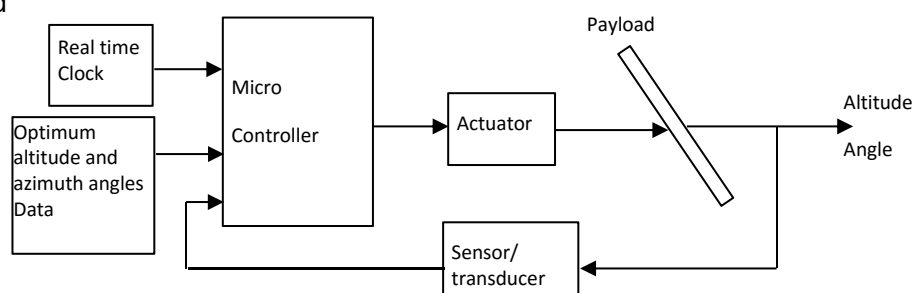 Payload
Real time
Clock
Micro
Controller
Optimum
altitude and
azimuth angles
Data
Actuator
Altitude
Angle
Sensor/
transducer